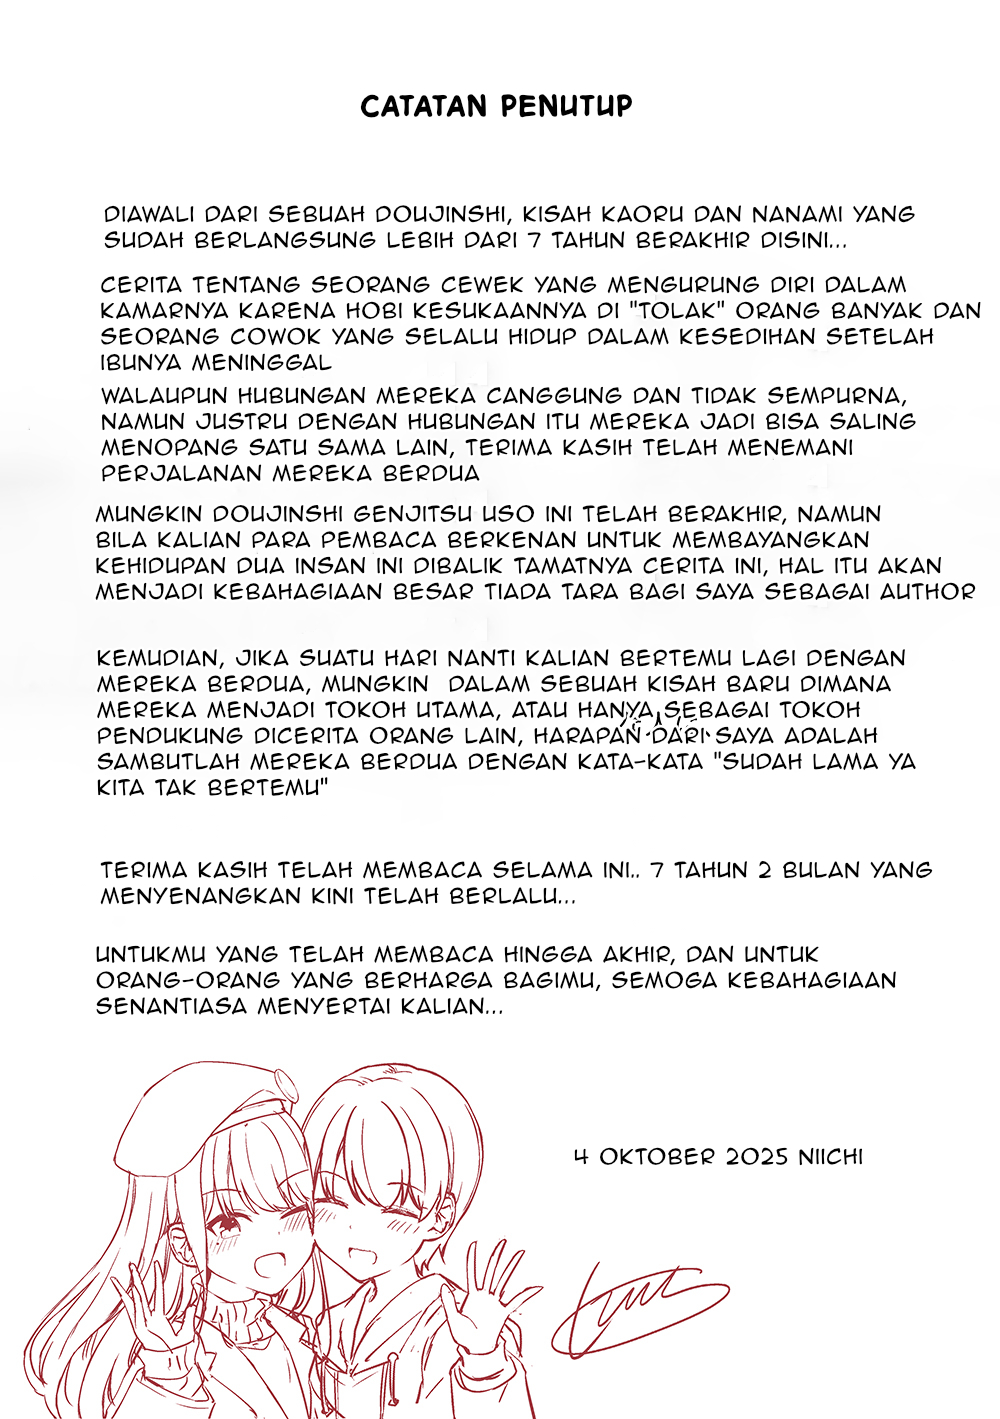 CATATAN PENUTUP
DIAWALI DARI SEBUAH DOUJINSHI, KISAH KAORU DAN NANAMI YANG
SUDAH BERLANGSUNG LEBIH DARI 7 TAHUN BERAKHIR DISINI...
CERITA TENTANG SEORANG CEWEK YANG MENGURUNG DIRI DALAM
KAMARNYA KARENA HOBI KESUKAANNYA DI "TOLAK" ORANG BANYAK DAN
SEORANG COWOK YANG SELALU HIDUP DALAM KESEDIHAN SETELAH
IBUNYA MENINGGAL
WALAUPUN HUBUNGAN MEREKA CANGGUNG DAN TIDAK SEMPURNA,
NAMUN JUSTRU DENGAN HUBUNGAN ITU MEREKA JADI BISA SALING
MENOPANG SATU SAMA LAIN, TERIMA KASIH TELAH MENEMANI
PERJALANAN MEREKA BERDUA
MUNGKIN DOUJINSHI GENJITSU USO INI TELAH BERAKHIR, NAMUN
BILA KALIAN PARA PEMBACA BERKENAN UNTUK MEMBAYANGKAN
KEHIDUPAN DUA INSAN INI DIBALIK TAMATNYA CERITA INI, HAL ITU AKAN
MENJADI KEBAHAGIAAN BESAR TIADA TARA BAGI SAYA SEBAGAI AUTHOR
KEMUDIAN, JIKA SUATU HARI NANTI KALIAN BERTEMU LAGI DENGAN
MEREKA BERDUA, MUNGKIN DALAM SEBUAH KISAH BARU DIMANA
MEREKA MENJADI TOKOH UTAMA, ATAU HANYA SEBAGAI TOKOH
PENDUKUNG DICERITA ORANG LAIN, HARAPAN DARI SAYA ADALAH
SAMBUTLAH MEREKA BERDUA DENGAN KATA-KATA "SUDAH LAMA YA
KITA TAK BERTEMU"
TERIMA KASIH TELAH MEMBACA SELAMA INI.. 7 TAHUN 2 BULAN YANG
MENYENANGKAN KINI TELAH BERLALU...
UNTUKMU YANG TELAH MEMBACA HINGGA AKHIR, DAN UNTUK
ORANG-ORANG YANG BERHARGA BAGIMU, SEMOGA KEBAHAGIAAN
SENANTIASA MENYERTAI KALIAN...
4 OKTOBER 2025 NIICHI